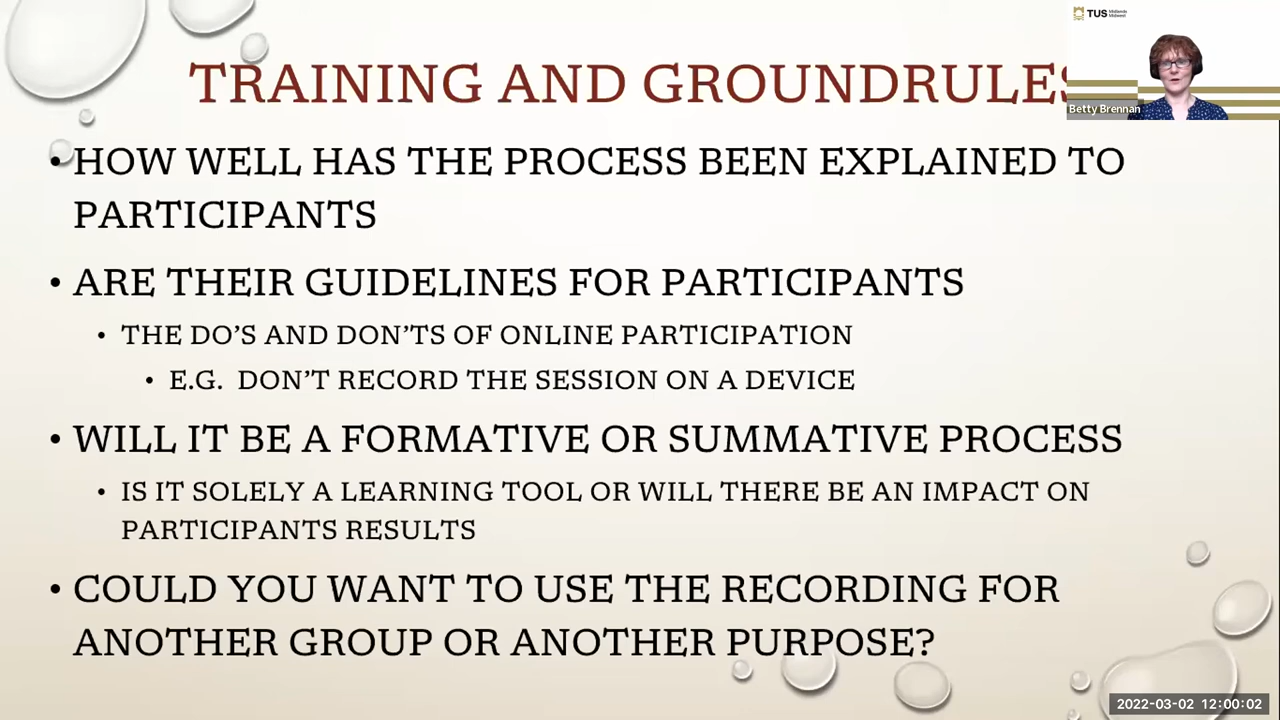 TUS Midlands
Midwest
TRAINING AND GROUNDRULES
Betty Brennan
• HOW WELL HAS THE PROCESS BEEN EXPLAINED TO
PARTICIPANTS
• ARE THEIR GUIDELINES FOR PARTICIPANTS
• THE DO’S AND DON’TS OF ONLINE PARTICIPATION
• E.G. DON’T RECORD THE SESSION ON A DEVICE
• WILL IT BE A FORMATIVE OR SUMMATIVE PROCESS
• IS IT SOLELY A LEARNING TOOL OR WILL THERE BE AN IMPACT ON
PARTICIPANTS RESULTS
• COULD YOU WANT TO USE THE RECORDING FOR
ANOTHER GROUP OR ANOTHER PURPOSE?
2022-03-02 12:00:02